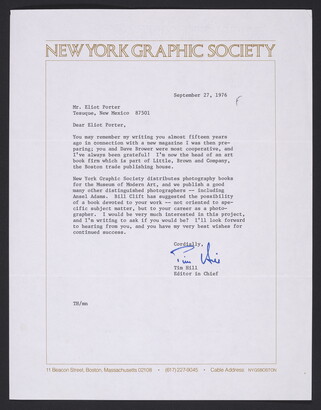 NEW YORK GRAPHIC SOCIETY
September 27, 1976
Mr. Eliot Porter
Tesuque, New Mexico 87501
Dear Eliot Porter,
You may remember my writing you almost fifteen years
ago in connection with a new magazine I was then pre-
paring; you and Dave Brower were most cooperative, and
I've always been grateful! I'm now the head of an art
book firm which is part of Little, Brown and Company,
the Boston trade publishing house.
New York Graphic Society distributes photography books
for the Museum of Modern Art, and we publish a good
many other distinguished photographers -- including
Ansel Adams. Bill Clift has suggested the possibility
of a book devoted to your work -- not oriented to spe-
cific subject matter, but to your career as a photo-
grapher. I would be very much interested in this project,
and I'm writing to ask if you would be? I'll look forward
to hearing from you, and you have my very best wishes for
continued success.
Cordially,
Tim Hill
Tim Hill
Editor in Chief
TH/mn
11 Beacon Street, Boston, Massachusetts 02108 • (617) 227-9045 • Cable Address: NYGBOSTON